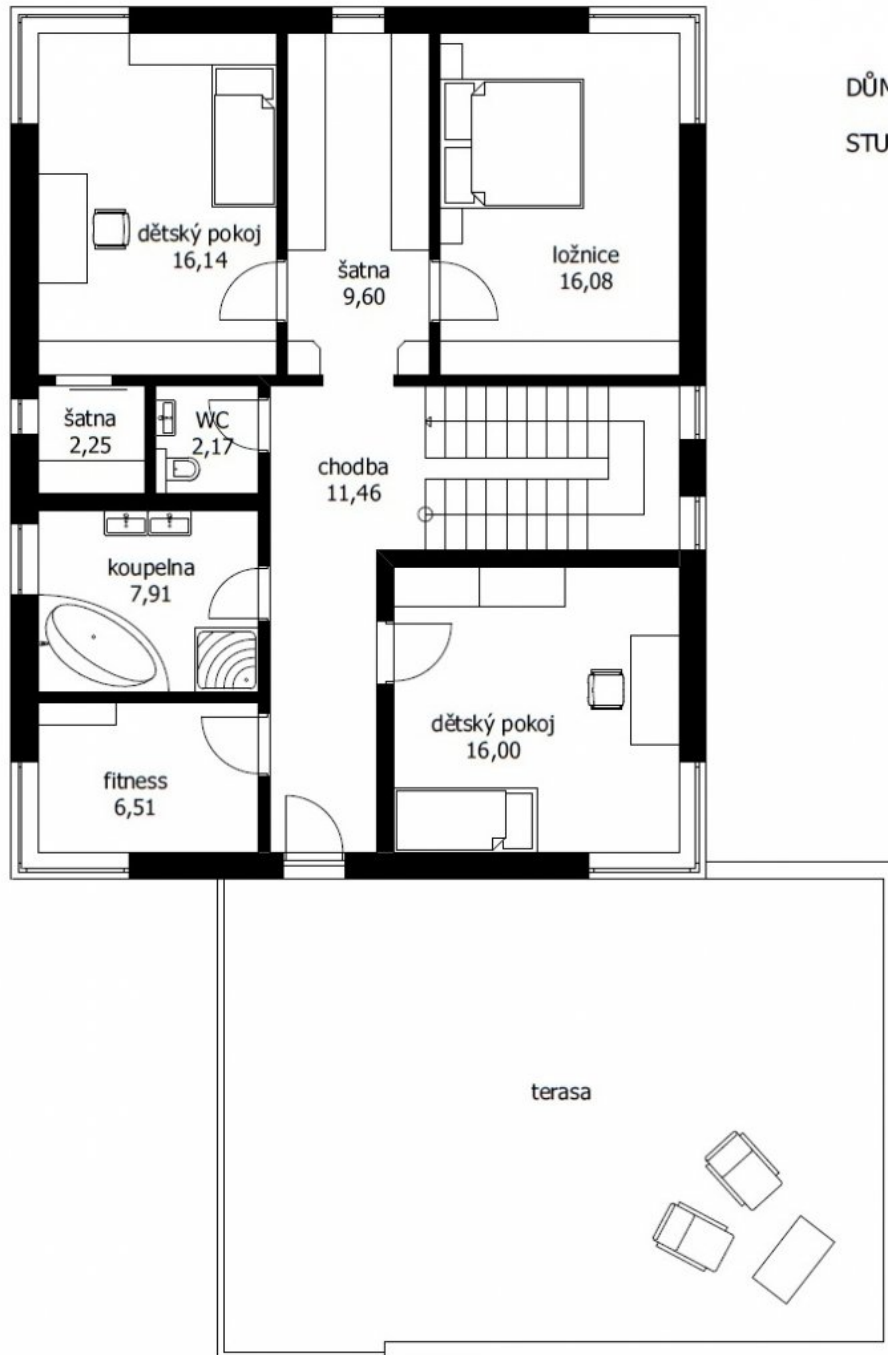 DŮM
STU
dětský pokoj
16,14
šatna
9,60
ložnice
16,08
šatna
2,25
WC
2,17
chodba
11,46
koupelna
7,91
dětský pokoj
16,00
fitness
6,51
terasa